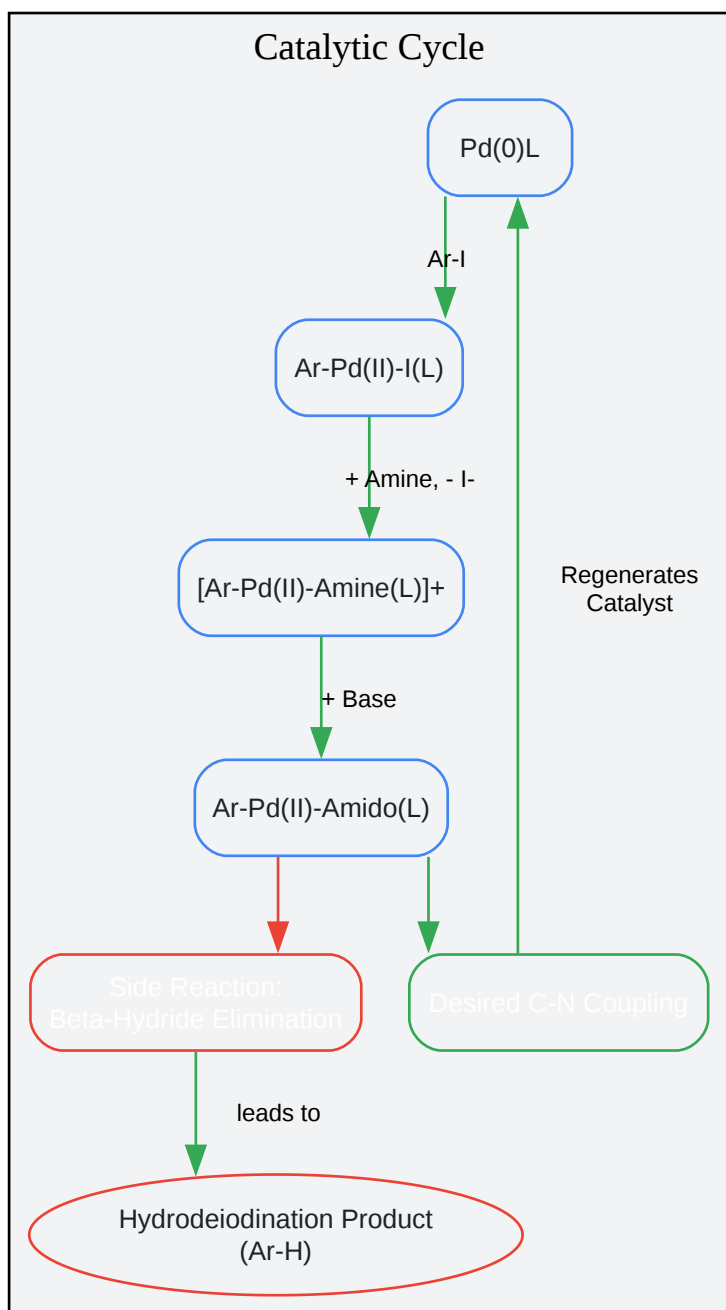 Catalytic Cycle
Pd(0)L
Ar-I
Ar-Pd(II)-I(L)
+ Amine, - I-
[Ar-Pd(II)-Amine(L)]+
Regenerates
Catalyst
+ Base
Ar-Pd(II)-Amido(L)
Side Reaction:
Beta-Hydride Elimination
Desired C-N Coupling
leads to
Hydrodeiodination Product
(Ar-H)